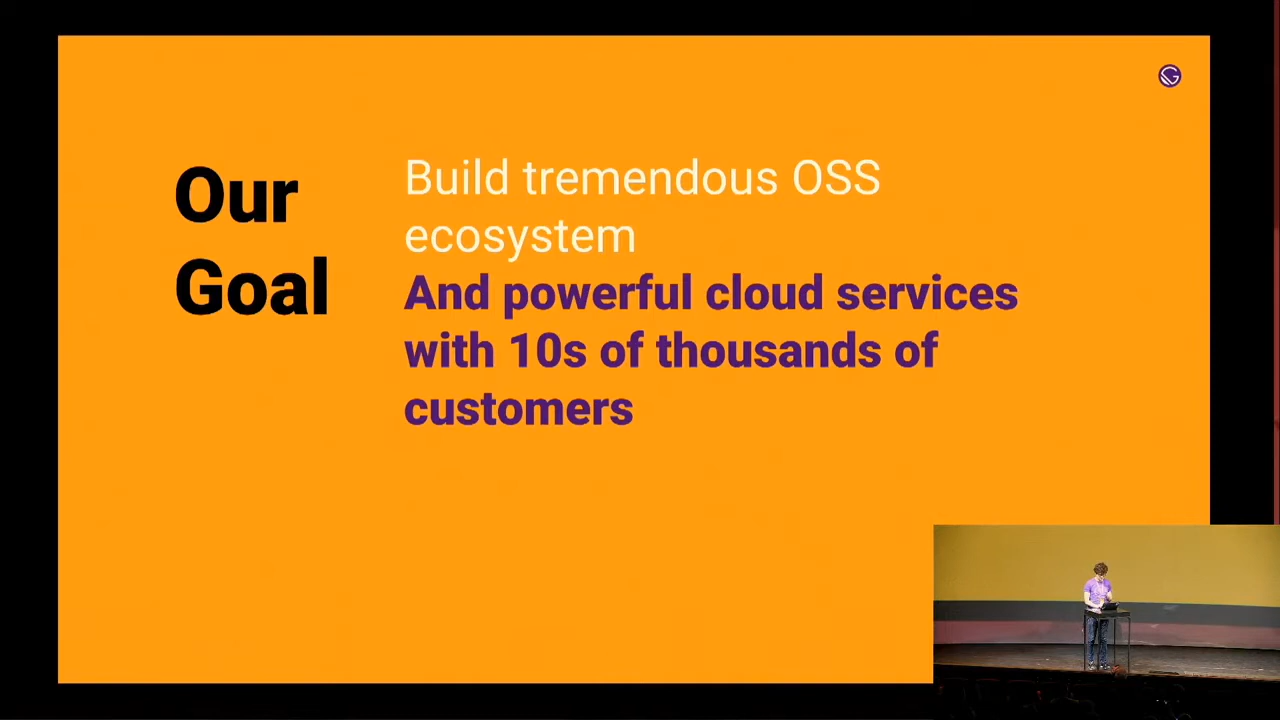 Our
Goal
Build tremendous OSS
ecosystem
And powerful cloud services
with 10s of thousands of
customers